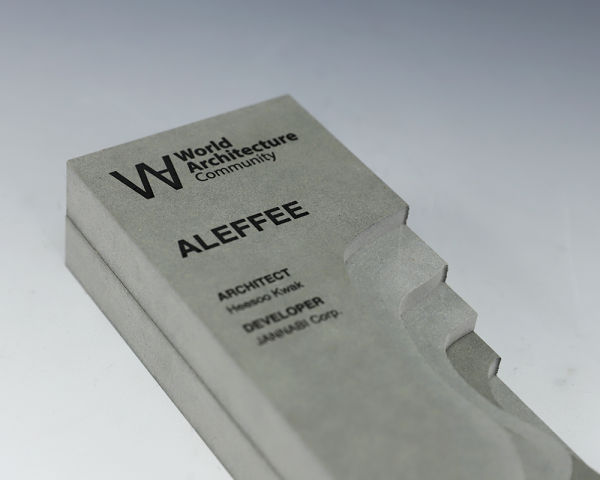 WA World
Architecture
Community
ALEFFEE
ARCHITECT
Heesoo Kwak
DEVELOPER
JANNABI Corp.